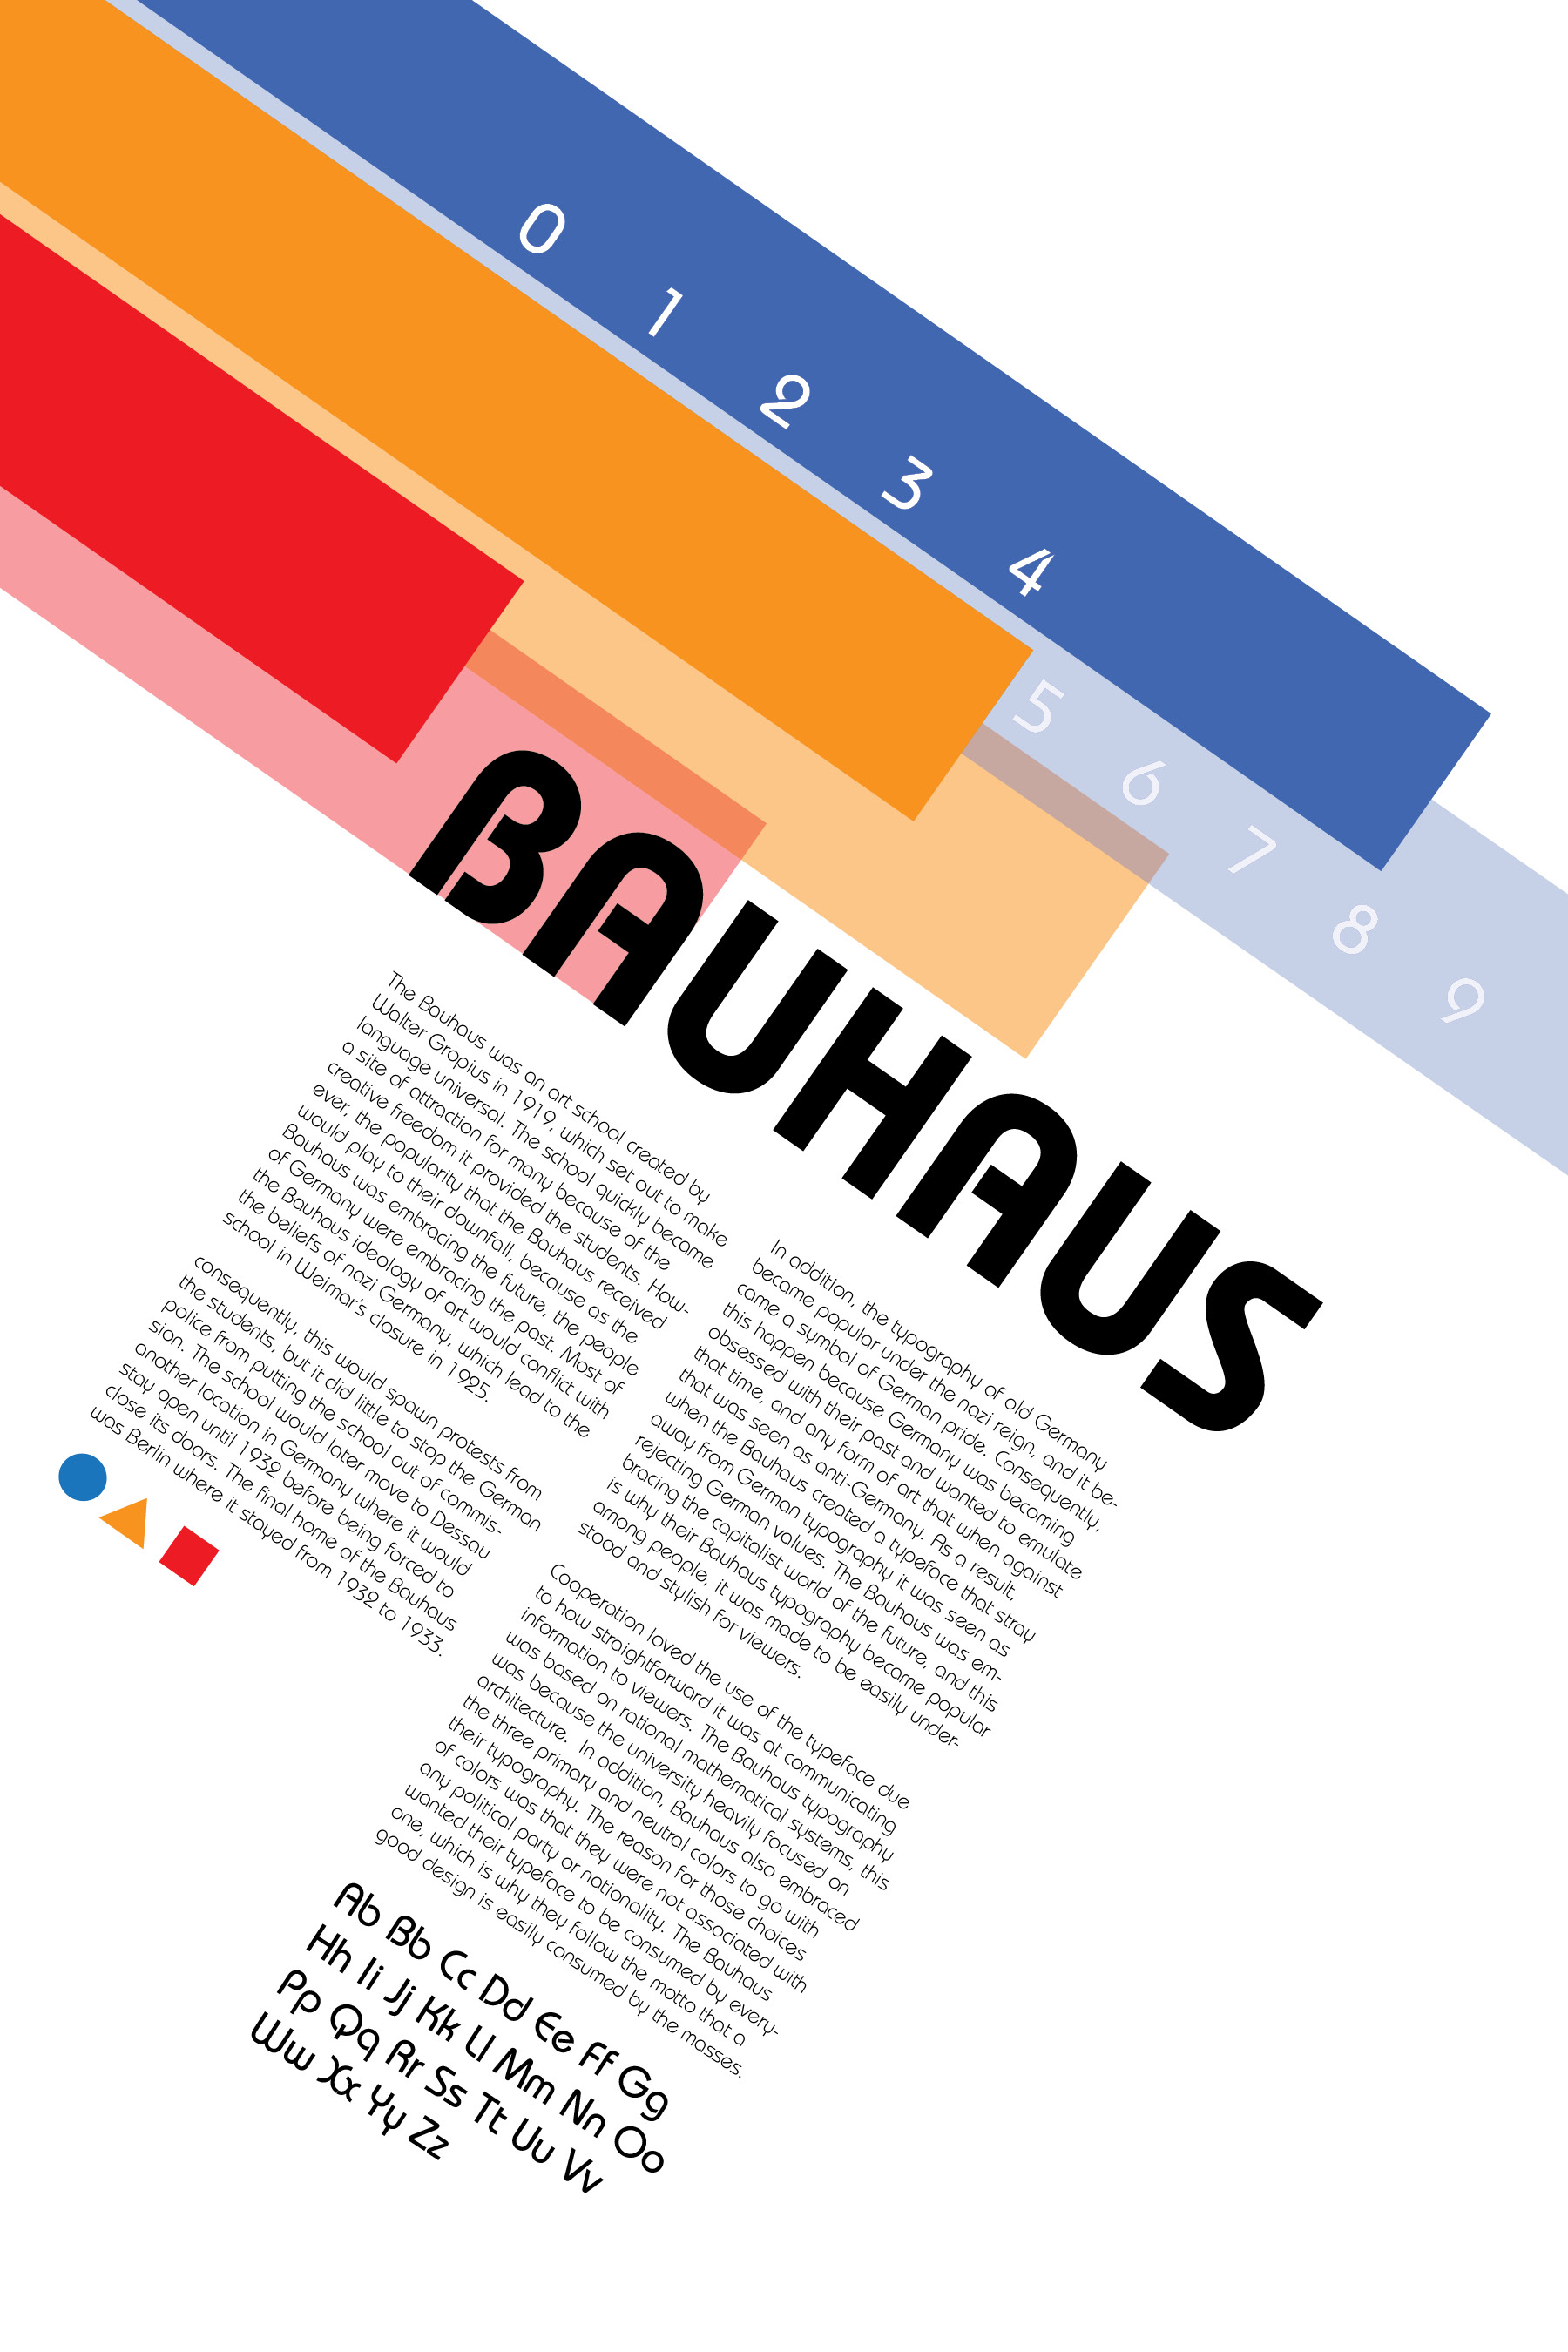 0 1 2 3 4 5 6 7 8 9
BAUHAUS
The Bauhaus was an art school created by
Walter Gropius in 1919, which set out to make
language universal. The school quickly became
a site of attraction for many because of the
creative freedom it provided the students. How-
ever, the popularity that the Bauhaus received
would play to their downfall, because as the
Bauhaus was embracing the future, the people
of Germany were embracing the past. Most of
the Bauhaus ideology of art would conflict with
the beliefs of nazi Germany, which lead to the
school in Weimar's closure in 1925.
consequently, this would spawn protests from
the students, but it did little to stop the German
police from putting the school out of commis-
sion. The school would later move to Dessau
another location in Germany where it would
stay open until 1932 before being forced to
close its doors. The final home of the Bauhaus
was Berlin where it stayed from 1932 to 1933.
In addition, the typography of old Germany
became popular under the nazi reign, and it be-
came a symbol of German pride. Consequently,
this happen because Germany was becoming
obsessed with their past and wanted to emulate
that time, and any form of art that when against
that was seen as anti-Germany. As a result,
when the Bauhaus created a typeface that stray
away from German typography it was seen as
rejecting German values. The Bauhaus was em-
bracing the capitalist world of the future, and this
is why their Bauhaus typography became popular
among people, it was made to be easily under-
stood and stylish for viewers.
Cooperation loved the use of the typeface due
to how straightforward it was at communicating
information to viewers. The Bauhaus typography
was based on rational mathematical systems, this
was because the university heavily focused on
architecture. In addition, Bauhaus also embraced
the three primary and neutral colors to go with
their typography. The reason for those choices
of colors was that they were not associated with
any political party or nationality. The Bauhaus
wanted their typeface to be consumed by every-
one, which is why they follow the motto that a
good design is easily consumed by the masses.
Ab Bb Cc Dd Ee Ff Gg
Hh Ii Jj Kk Ll Mm Nn Oo
Pp Qq Rr Ss Tt Uu Vv
Ww Xx Yy Zz